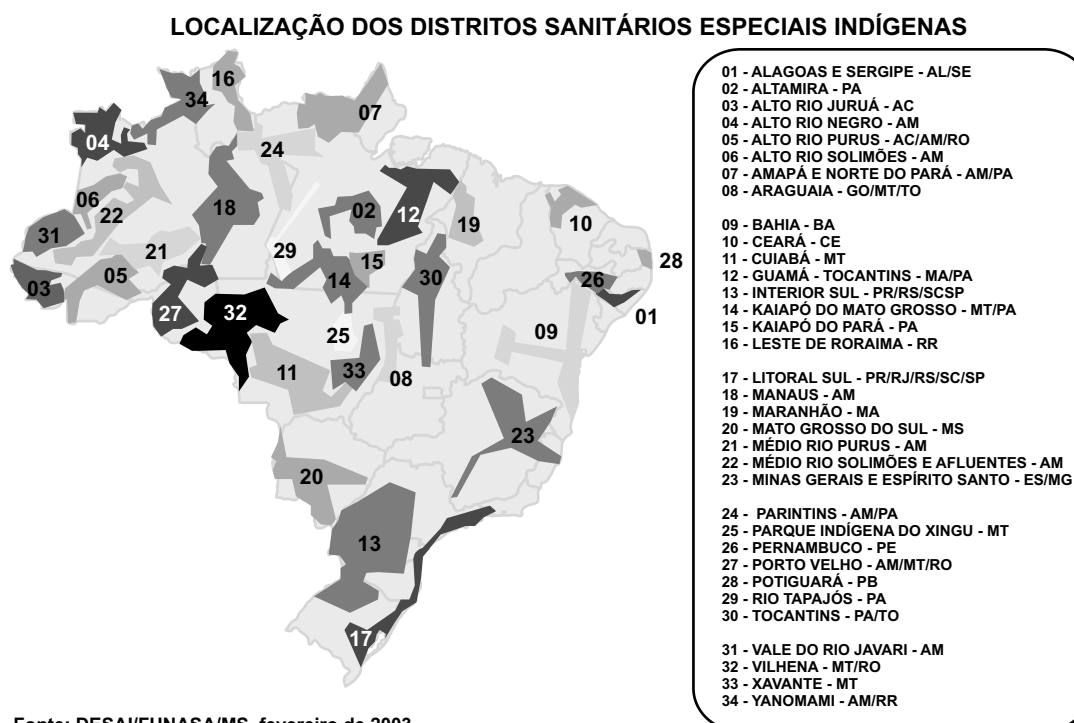 LOCALIZAÇÃO DOS DISTRITOS SANITÁRIOS ESPECIAIS INDÍGENAS
16
34
07
04
24
06
18
02
12
22
19
10
31
21
29
15
28
05
14
30
26
03
27
32
01
25
09
11
33
08
23
20
13
17
01 - ALAGOAS E SERGIPE - AL/SE
02 - ALTAMIRA - PA
03 - ALTO RIO JURUÁ - AC
04 - ALTO RIO NEGRO - AM
05 - ALTO RIO PURUS - AC/AM/RO
06 - ALTO RIO SOLIMÕES - AM
07 - AMAPÁ E NORTE DO PARÁ - AM/PA
08 - ARAGUAIA - GO/MT/TO
09 - BAHIA - BA
10 - CEARÁ - CE
11 - CUIABÁ - MT
12 - GUAMÁ - TOCANTINS - MA/PA
13 - INTERIOR SUL - PR/RS/SCSP
14 - KAIAPÓ DO MATO GROSSO - MT/PA
15 - KAIAPÓ DO PARÁ - PA
16 - LESTE DE RORAIMA - RR
17 - LITORAL SUL - PR/RJ/RS/SC/SP
18 - MANAUS - AM
19 - MARANHÃO - MA
20 - MATO GROSSO DO SUL - MS
21 - MÉDIO RIO PURUS - AM
22 - MÉDIO RIO SOLIMÕES E AFLUENTES - AM
23 - MINAS GERAIS E ESPÍRITO SANTO - ES/MG
24 - PARINTINS - AM/PA
25 - PARQUE INDÍGENA DO XINGU - MT
26 - PERNAMBUCO - PE
27 - PORTO VELHO - AM/MT/RO
28 - POTIGUARÁ - PB
29 - RIO TAPAJÓS - PA
30 - TOCANTINS - PA/TO
31 - VALE DO RIO JAVARI - AM
32 - VILHENA - MT/RO
33 - XAVANTE - MT
34 - YANOMAMI - AM/RR
Fonte: DESAI/FUNASA/MS, fevereiro de 2003